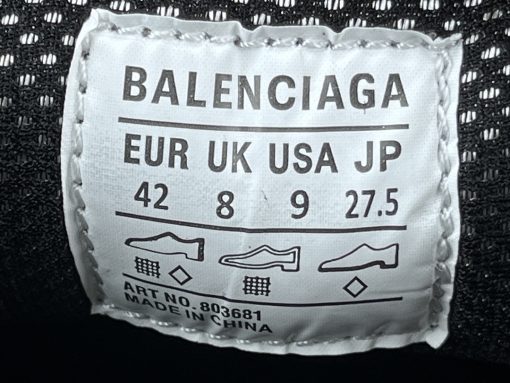 BALENCIAGA
EUR UK USA JP
42 8 9 27.5
ART NO. 803681
MADE IN CHINA